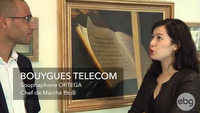 BOUYGUES TELECOM
Souphaphone ORTEGA
Chef de Marché BtoB
ebg